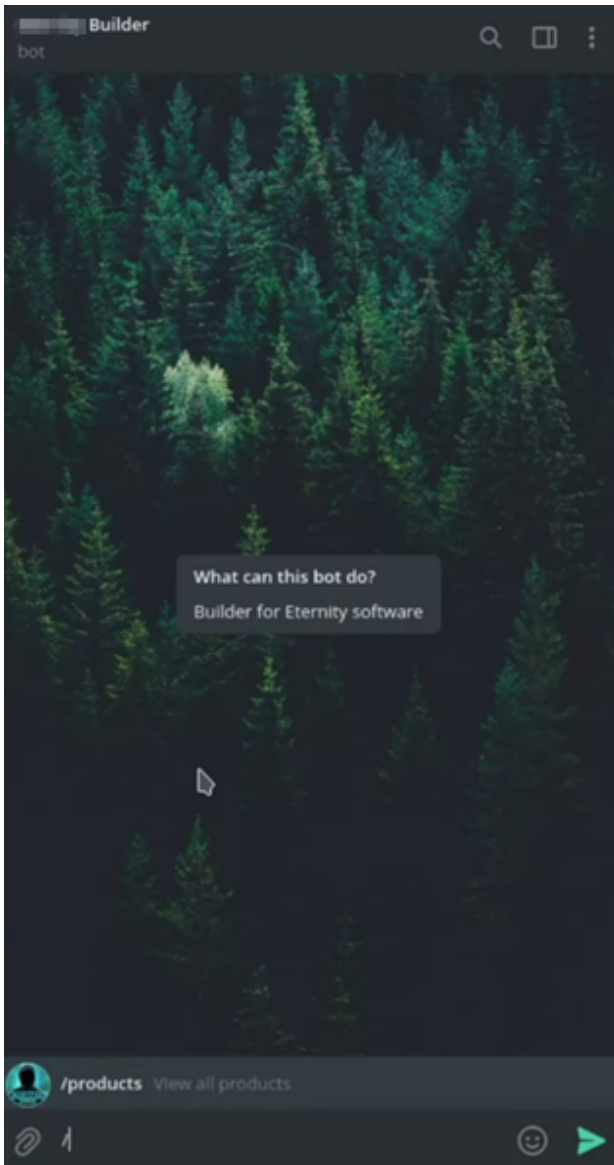 Builder
bot
What can this bot do?
Builder for Eternity software
/products View all products
/